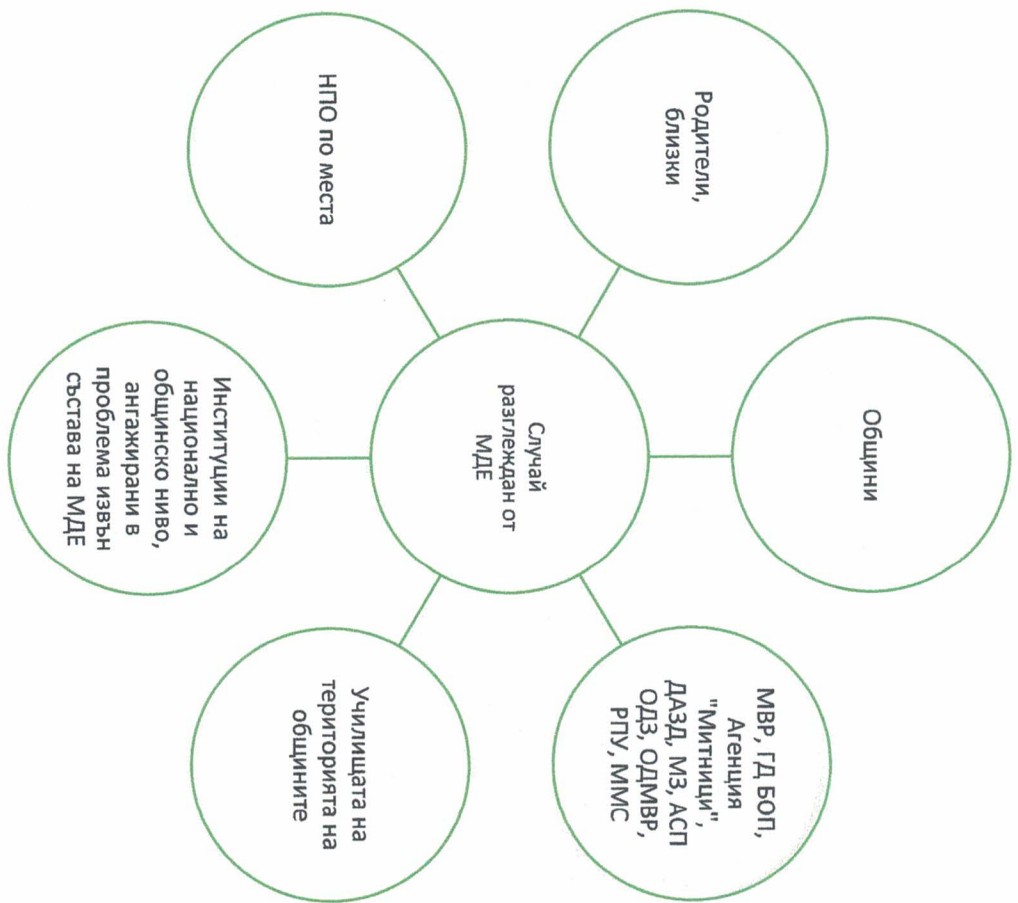 Общини
МВР, ГД БОП,
Агенция
"Митници",
ДАЗД, МЗ, АСП
ОДЗ, ОДМВР,
РПУ, ММС
Училищата на
територията на
общините
Институции на
национално и
общинско ниво,
ангажирани в
проблема извън
състава на МДЕ
НПО по места
Родители,
близки
Случай
разглеждан от
МДЕ